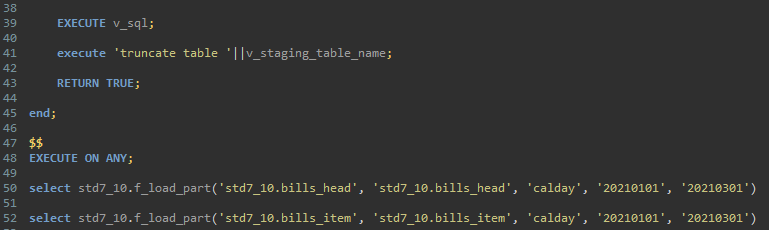 38
39 EXECUTE v_sql;
40
41 execute 'truncate table '||v_staging_table_name;
42
43 RETURN TRUE;
44
45 end;
46
47 $$
48 EXECUTE ON ANY;
49
50 select std7_10.f_load_part('std7_10.bills_head', 'std7_10.bills_head', 'calday', '20210101', '20210301')
51
52 select std7_10.f_load_part('std7_10.bills_item', 'std7_10.bills_item', 'calday', '20210101', '20210301')